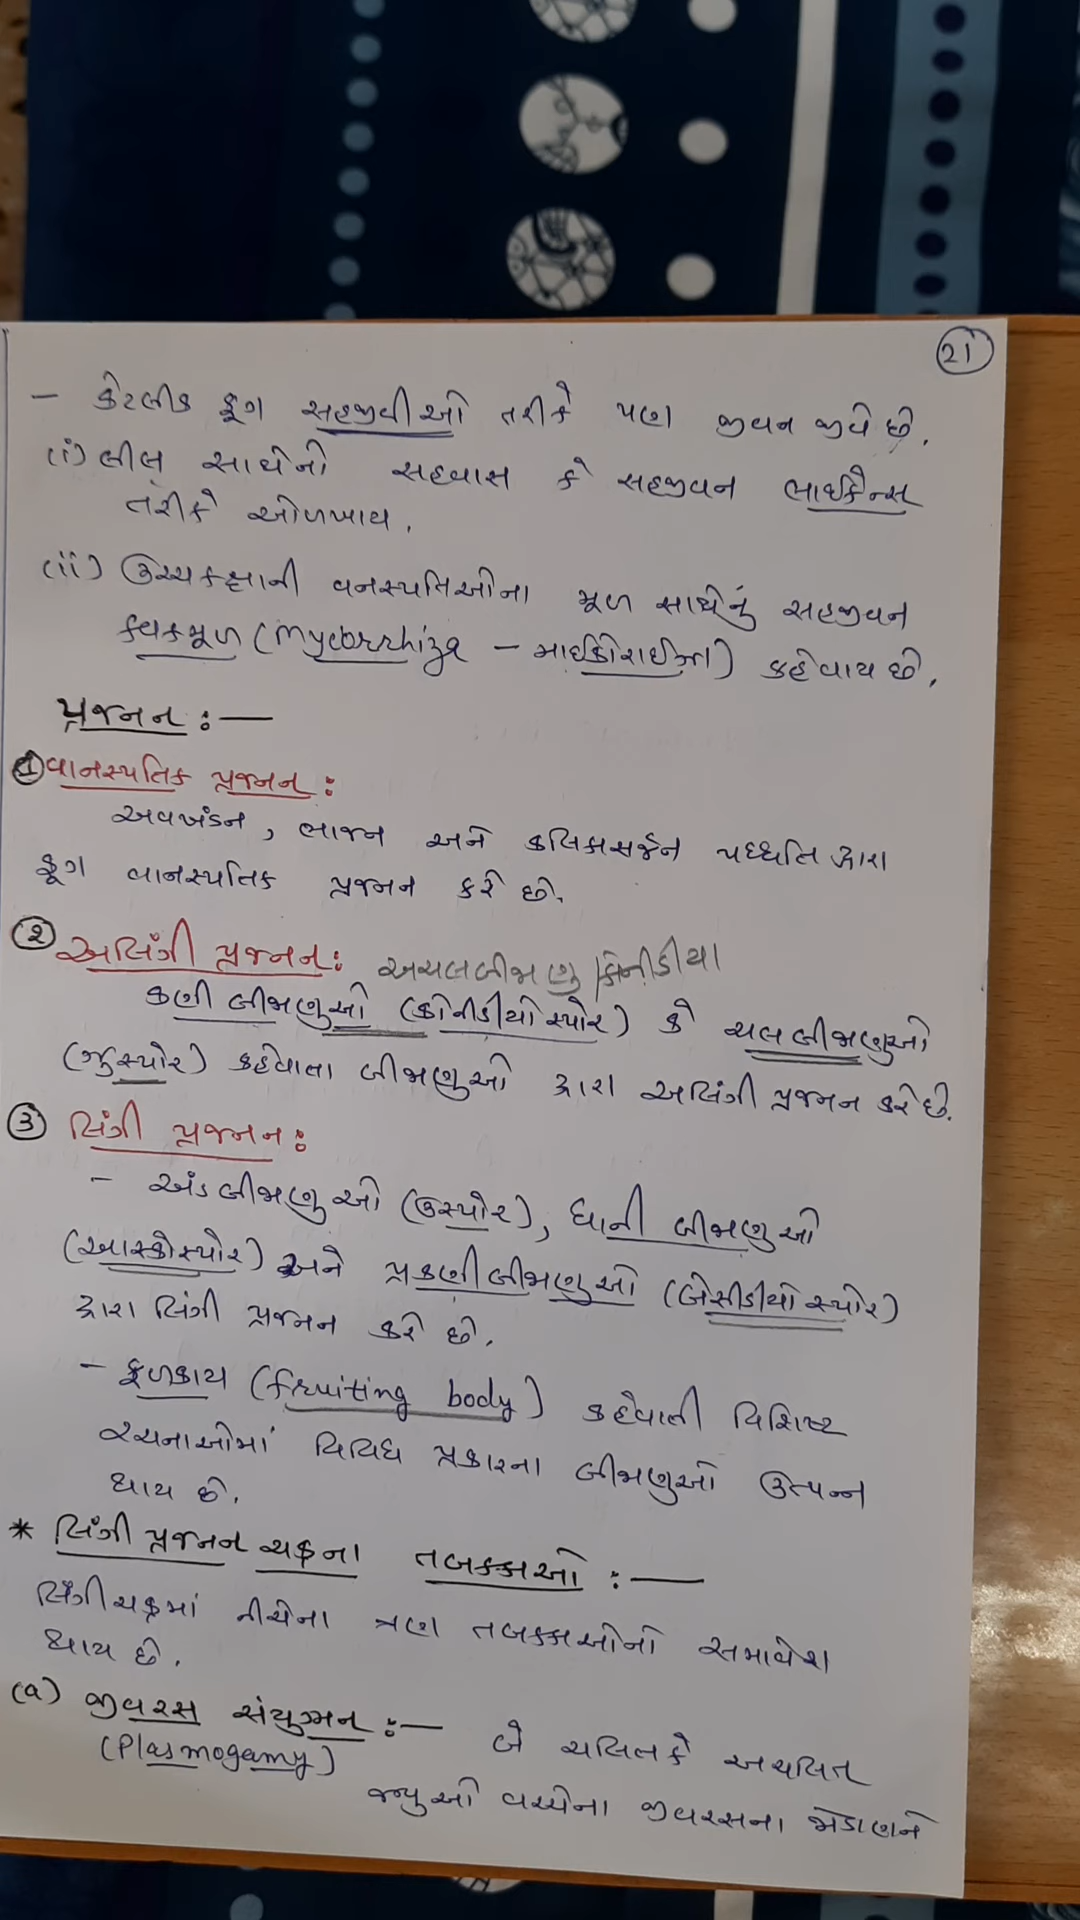 21
- કેટલીક ફૂગ સહજીવીઓ તરીકે પણ જીવન જીવે છે.
(i) લીલ સાથેનો સહવાસ કે સહજીવન લાઈકૅન્સ
તરીકે ઓળખાય.
(ii) ઉચ્ચકક્ષાની વનસ્પતિઓના મૂળ સાથેનું સહજીવન
કવકમૂળ (Mycorrhiza - માઈકોરાઈઝા) કહેવાય છે.
પ્રજનન :—
① વાનસ્પતિક પ્રજનન :
અવખંડન, ભાજન અને કલિકાસર્જન પધ્ધતિ દ્વારા
ફૂગ વાનસ્પતિક પ્રજનન કરે છે.
② અલિંગી પ્રજનન : અચલબીજાણુ/કોનીડીયા
કણી બીજાણુઓ (કોનીડીયોસ્પોર) કે ચલબીજાણુઓ
(ઝુસ્પોર) કહેવાતા બીજાણુઓ દ્વારા અલિંગી પ્રજનન કરે છે.
③ લિંગી પ્રજનન :
- અંડબીજાણુઓ (ઉસ્પોર), ધાની બીજાણુઓ
(આસ્કોસ્પોર) અને પ્રકણીબીજાણુઓ (બેસીડીયોસ્પોર)
દ્વારા લિંગી પ્રજનન કરે છે.
- ફળકાય (fruiting body) કહેવાતી વિશિષ્ટ
રચનાઓમાં વિવિધ પ્રકારના બીજાણુઓ ઉત્પન્ન
થાય છે.
* લિંગી પ્રજનન ચક્રના તબક્કાઓ :—
લિંગીચક્રમાં નીચેના ત્રણ તબક્કાઓનો સમાવેશ
થાય છે.
(a) જીવરસ સંયુગ્મન :— બે ચલિત કે અચલિત
(Plasmogamy)
જન્યુઓ વચ્ચેના જીવરસના જોડાણને